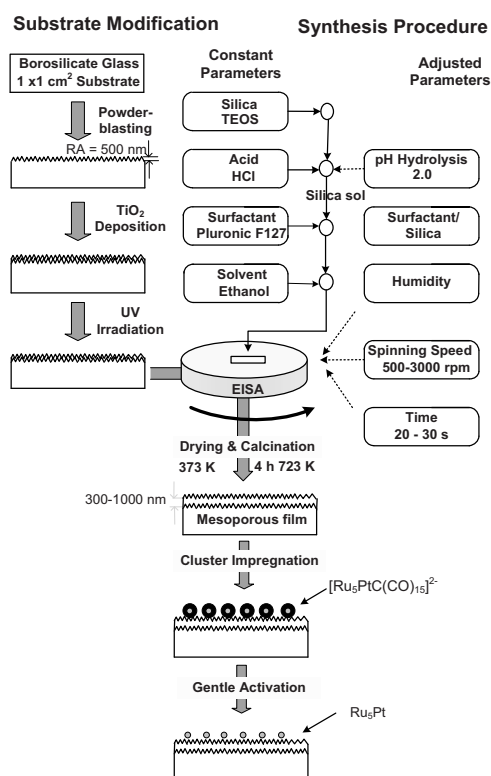 Substrate Modification
Synthesis Procedure
Borosilicate Glass
1 x1 cm² Substrate
Powder-
blasting
RA = 500 nm
TiO₂
Deposition
UV
Irradiation
Constant
Parameters
Silica
TEOS
Acid
HCl
Silica sol
Surfactant
Pluronic F127
Solvent
Ethanol
Adjusted
Parameters
pH Hydrolysis
2.0
Surfactant/
Silica
Humidity
Spinning Speed
500-3000 rpm
Time
20 - 30 s
EISA
Drying & Calcination
373 K
4 h 723 K
300-1000 nm
Mesoporous film
Cluster Impregnation
[Ru₅PtC(CO)₁₅]²⁻
Gentle Activation
Ru₅Pt